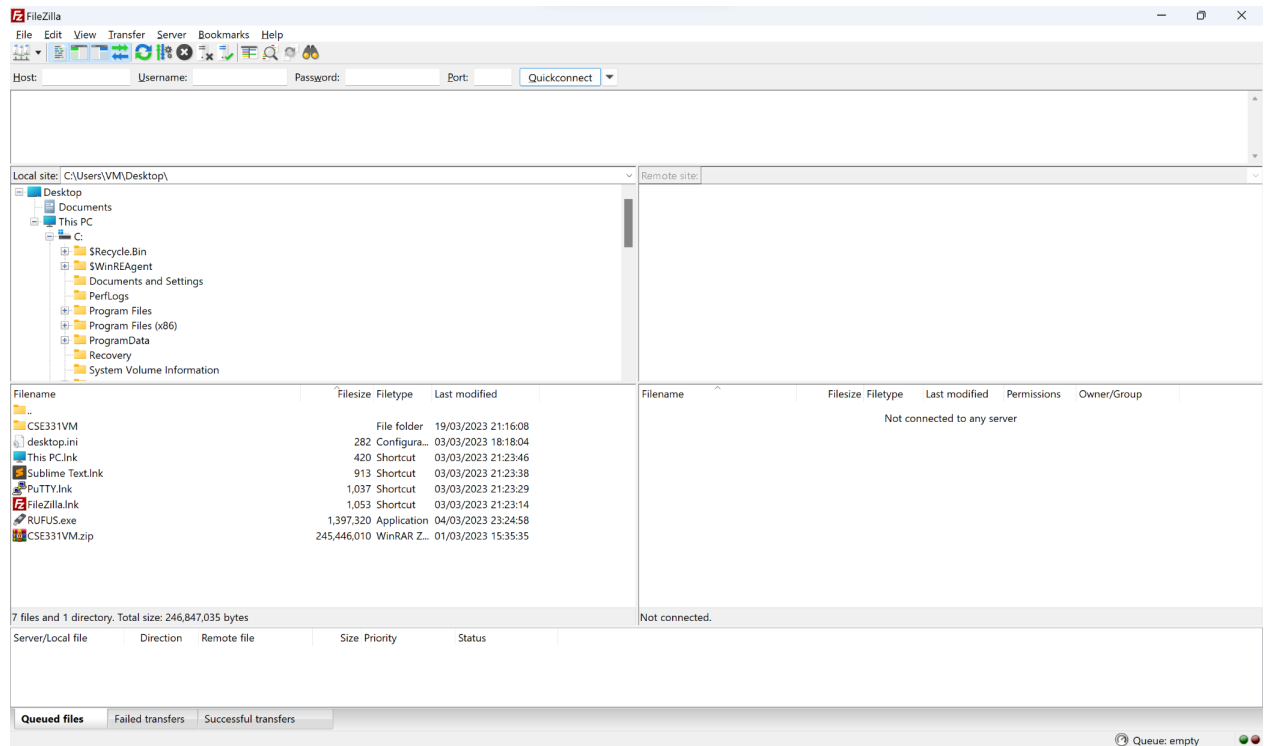 FileZilla
File Edit View Transfer Server Bookmarks Help
Host: Username: Password: Port: Quickconnect
Local site: C:\Users\VM\Desktop\
Desktop
Documents
This PC
C:
$Recycle.Bin
$WinREAgent
Documents and Settings
PerfLogs
Program Files
Program Files (x86)
ProgramData
Recovery
System Volume Information
Remote site:
Filename Filesize Filetype Last modified
..
CSE331VM File folder 19/03/2023 21:16:08
desktop.ini 282 Configura... 03/03/2023 18:18:04
This PC.lnk 420 Shortcut 03/03/2023 21:23:46
Sublime Text.lnk 913 Shortcut 03/03/2023 21:23:38
PuTTY.lnk 1,037 Shortcut 03/03/2023 21:23:29
FileZilla.lnk 1,053 Shortcut 03/03/2023 21:23:14
RUFUS.exe 1,397,320 Application 04/03/2023 23:24:58
CSE331VM.zip 245,446,010 WinRAR Z... 01/03/2023 15:35:35
7 files and 1 directory. Total size: 246,847,035 bytes
Filename Filesize Filetype Last modified Permissions Owner/Group
Not connected to any server
Not connected.
Server/Local file Direction Remote file Size Priority Status
Queued files Failed transfers Successful transfers
Queue: empty